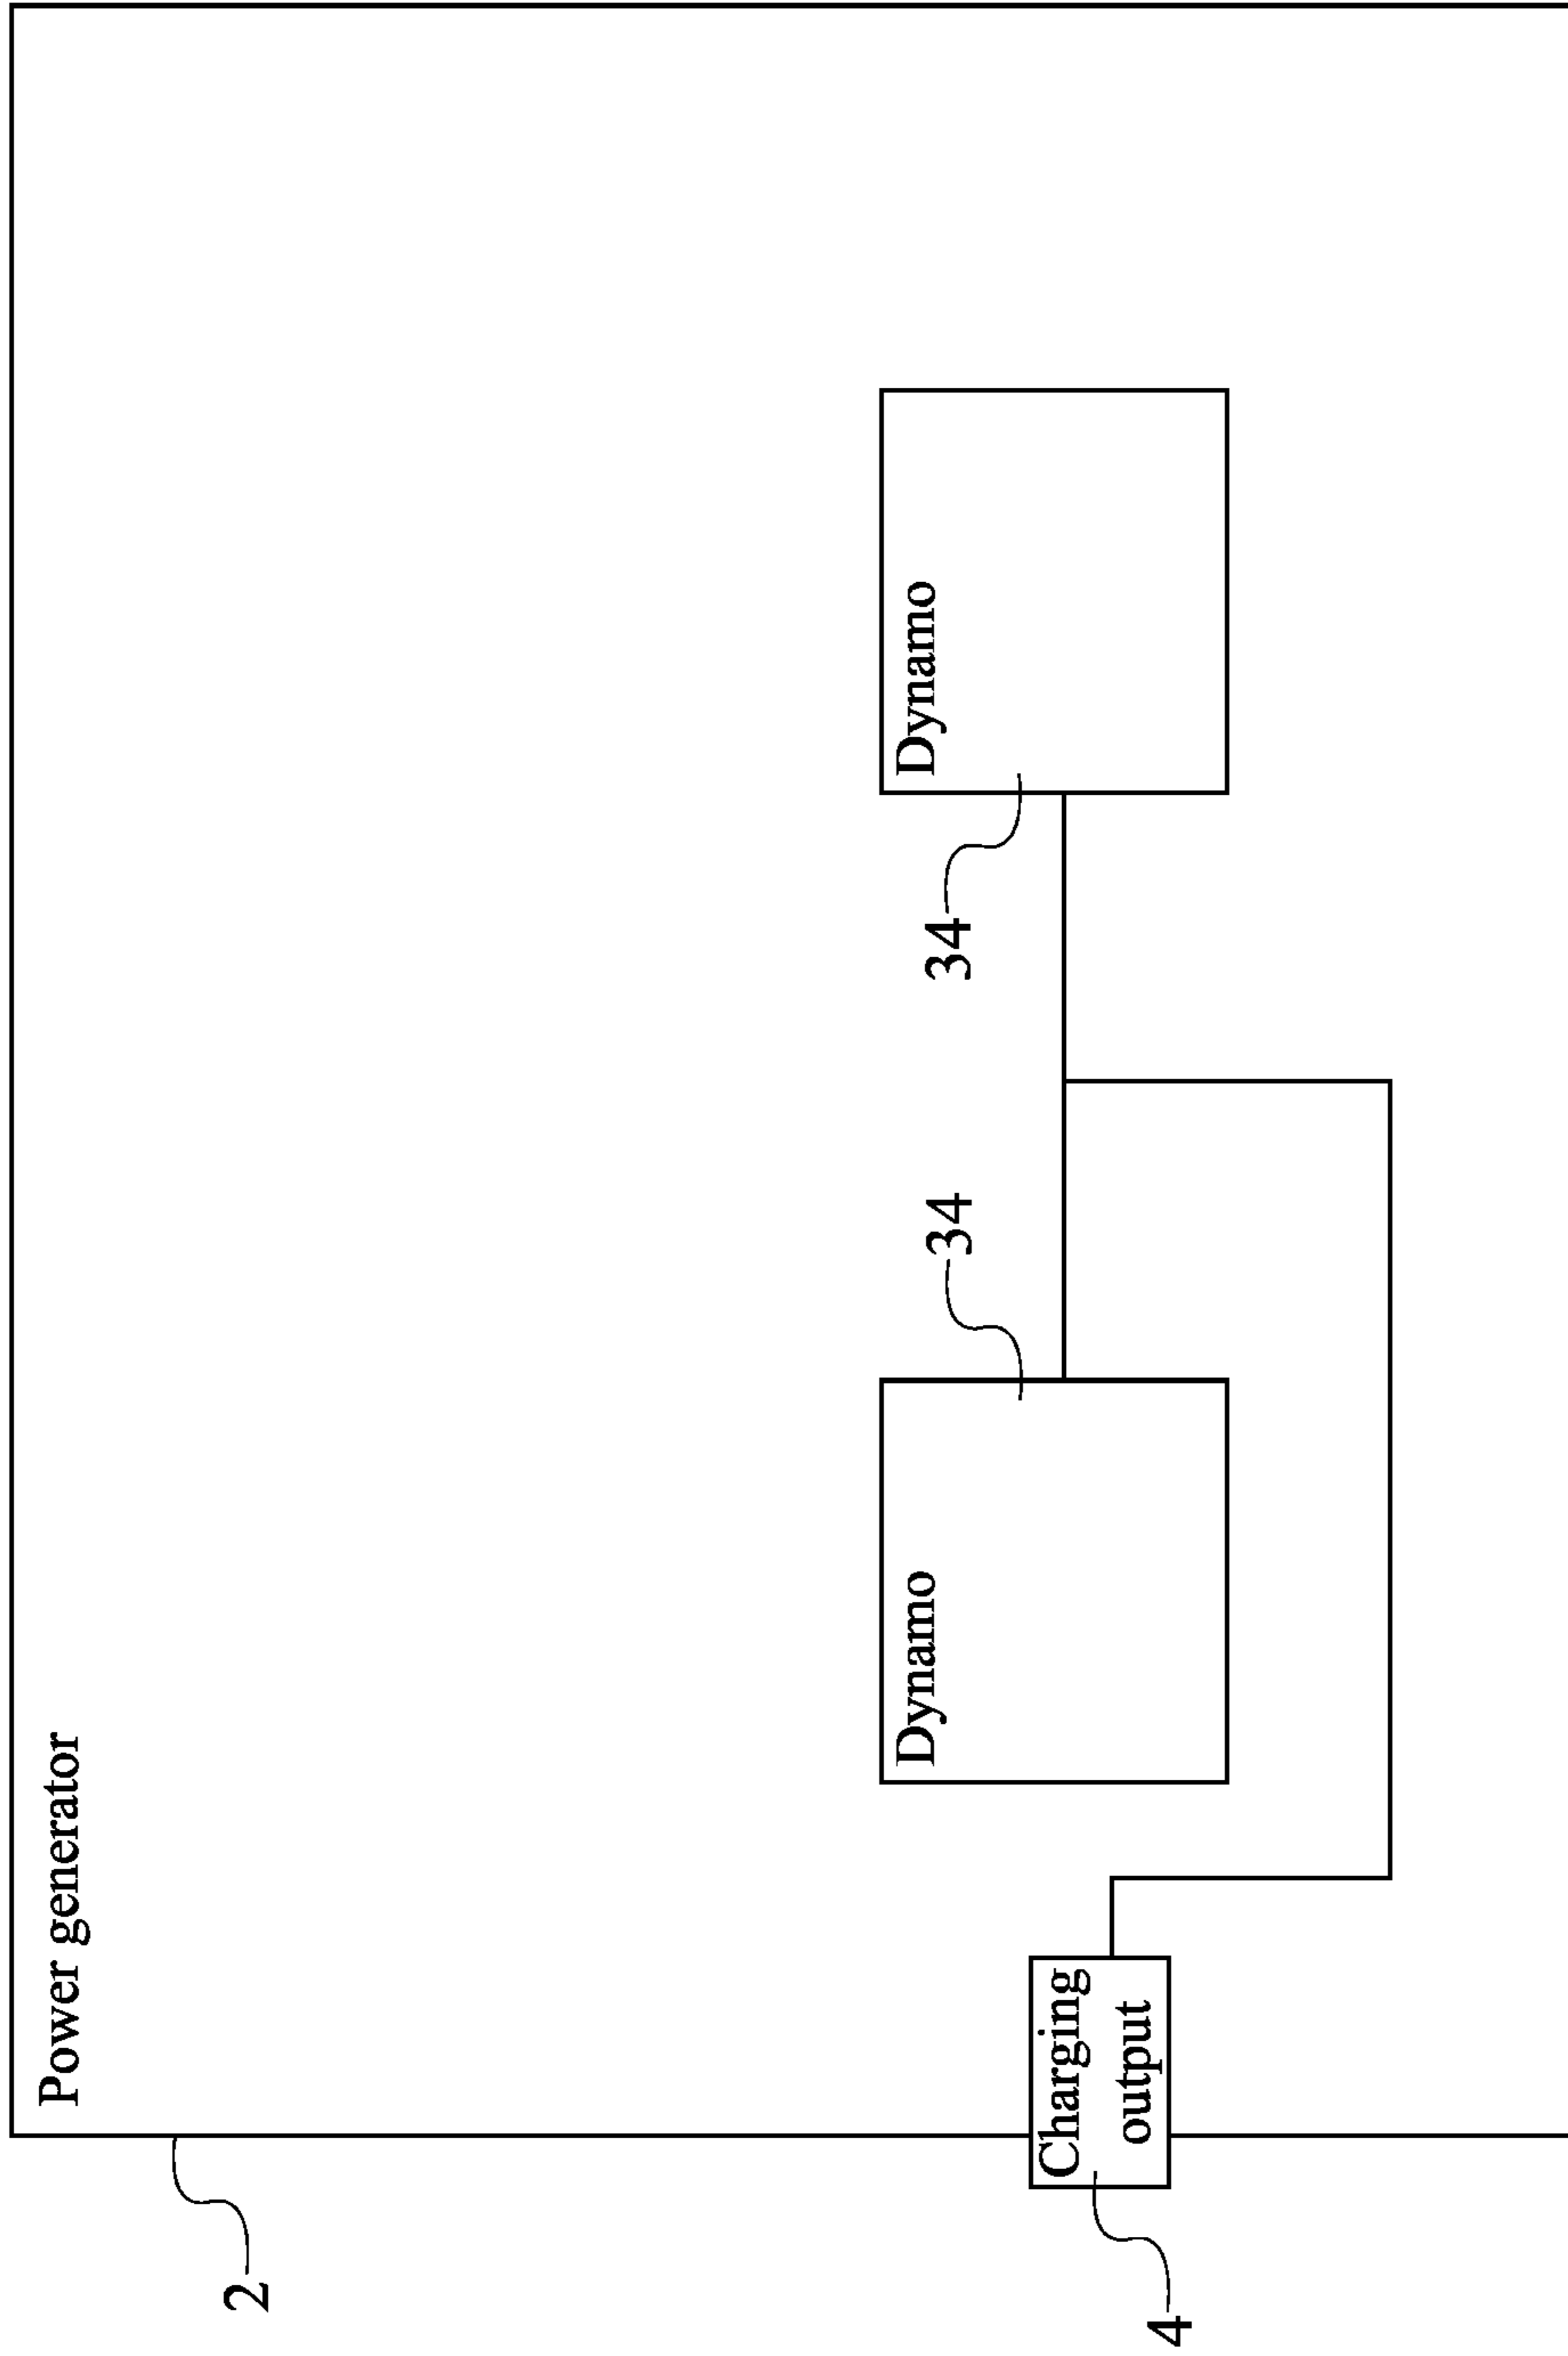 Power generator
2
Dynamo
34
34
Dynamo
Charging
output
4